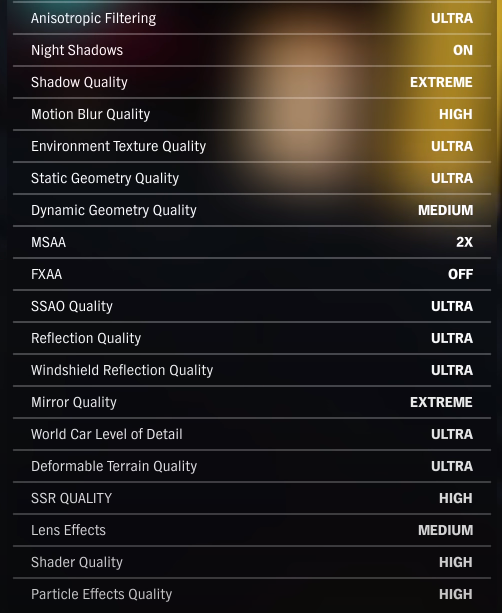 Anisotropic Filtering ULTRA
Night Shadows ON
Shadow Quality EXTREME
Motion Blur Quality HIGH
Environment Texture Quality ULTRA
Static Geometry Quality ULTRA
Dynamic Geometry Quality MEDIUM
MSAA 2X
FXAA OFF
SSAO Quality ULTRA
Reflection Quality ULTRA
Windshield Reflection Quality ULTRA
Mirror Quality EXTREME
World Car Level of Detail ULTRA
Deformable Terrain Quality ULTRA
SSR QUALITY HIGH
Lens Effects MEDIUM
Shader Quality HIGH
Particle Effects Quality HIGH